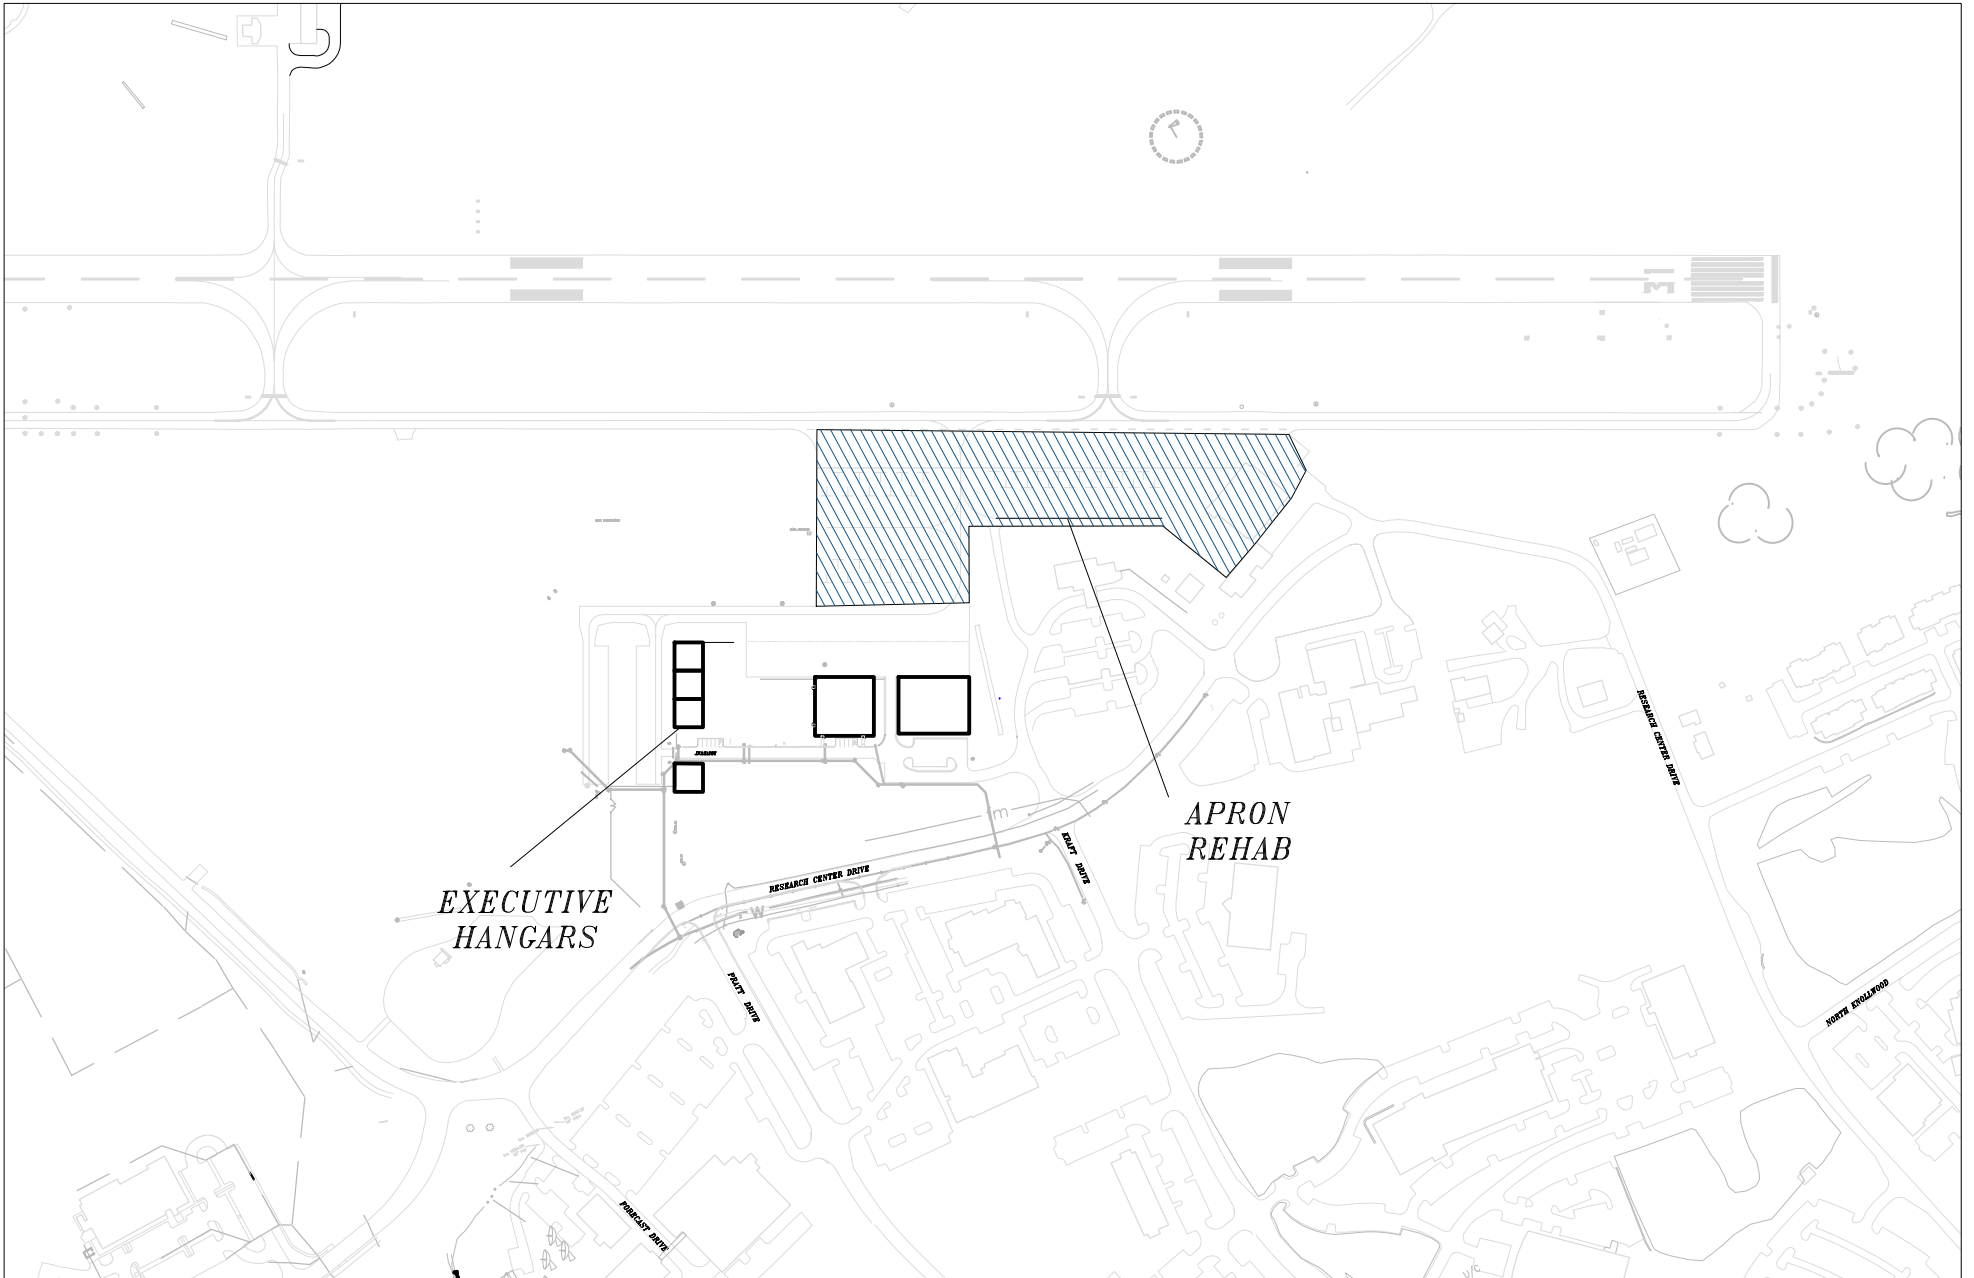 RESEARCH CENTER DRIVE
APRON
REHAB
KRAFT DRIVE
RESEARCH CENTER DRIVE
EXECUTIVE
HANGARS
W
PRATT DRIVE
NORTH KNOLLWOOD
FORECAST DRIVE
U/C